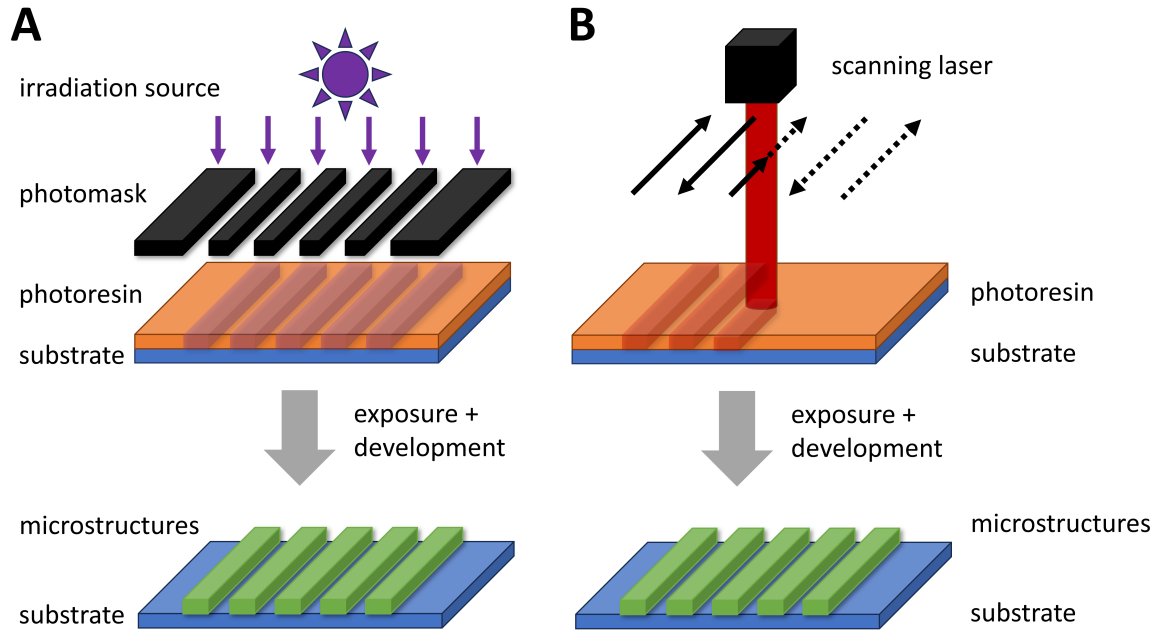 A
irradiation source
photomask
photoresin
substrate
exposure +
development
microstructures
substrate
B
scanning laser
photoresin
substrate
exposure +
development
microstructures
substrate